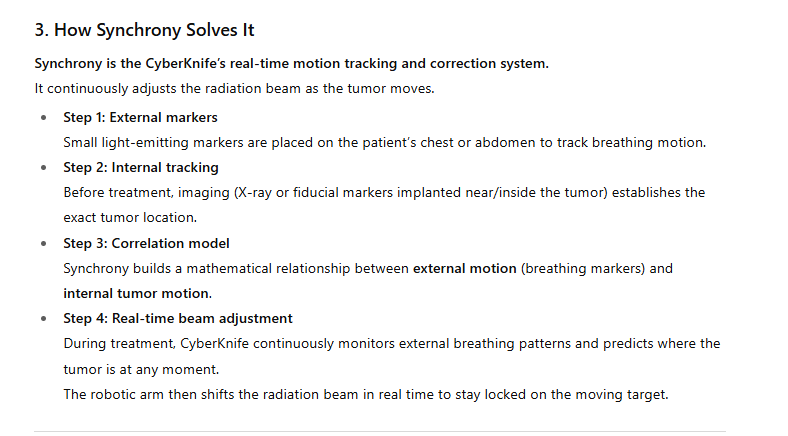 3. How Synchrony Solves It
Synchrony is the CyberKnife’s real-time motion tracking and correction system.
It continuously adjusts the radiation beam as the tumor moves.
• Step 1: External markers
Small light-emitting markers are placed on the patient’s chest or abdomen to track breathing motion.
• Step 2: Internal tracking
Before treatment, imaging (X-ray or fiducial markers implanted near/inside the tumor) establishes the
exact tumor location.
• Step 3: Correlation model
Synchrony builds a mathematical relationship between external motion (breathing markers) and
internal tumor motion.
• Step 4: Real-time beam adjustment
During treatment, CyberKnife continuously monitors external breathing patterns and predicts where the
tumor is at any moment.
The robotic arm then shifts the radiation beam in real time to stay locked on the moving target.